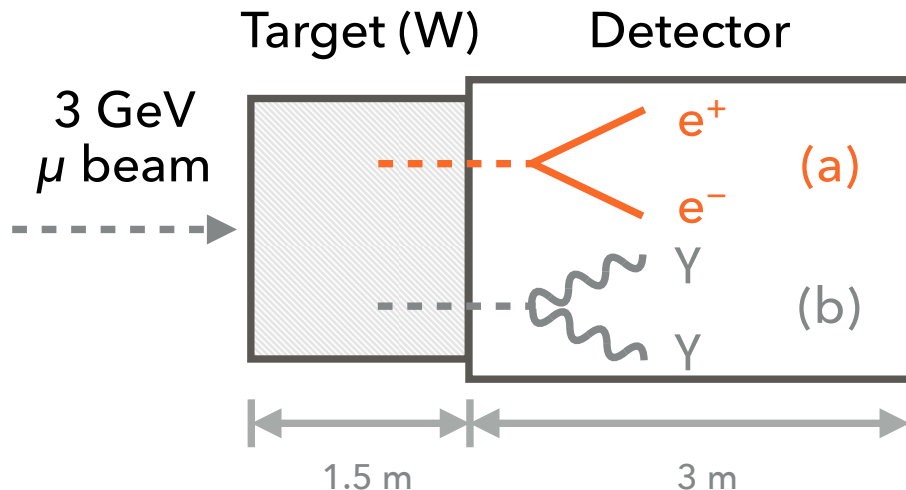 Target (W)
Detector
3 GeV
μ beam
e⁺
(a)
e⁻
γ
(b)
γ
1.5 m
3 m